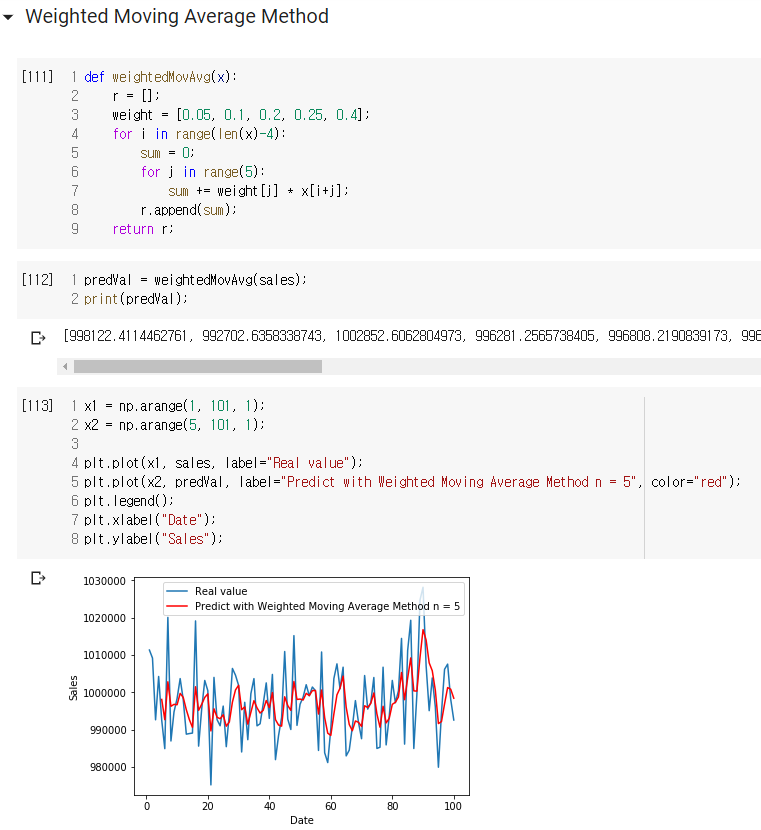 Weighted Moving Average Method
[111] 1 def weightedMovAvg(x):
2 r = [];
3 weight = [0.05, 0.1, 0.2, 0.25, 0.4];
4 for i in range(len(x)-4):
5 sum = 0;
6 for j in range(5):
7 sum += weight[j] * x[i+j];
8 r.append(sum);
9 return r;
[112] 1 predVal = weightedMovAvg(sales);
2 print(predVal);
[998122.4114462761, 992702.6358338743, 1002852.6062804973, 996281.2565738405, 996808.2190839173, 996
[113] 1 x1 = np.arange(1, 101, 1);
2 x2 = np.arange(5, 101, 1);
3
4 plt.plot(x1, sales, label="Real value");
5 plt.plot(x2, predVal, label="Predict with Weighted Moving Average Method n = 5", color="red");
6 plt.legend();
7 plt.xlabel("Date");
8 plt.ylabel("Sales");
1030000
1020000
1010000
1000000
990000
980000
Sales
Real value
Predict with Weighted Moving Average Method n = 5
0 20 40 60 80 100
Date